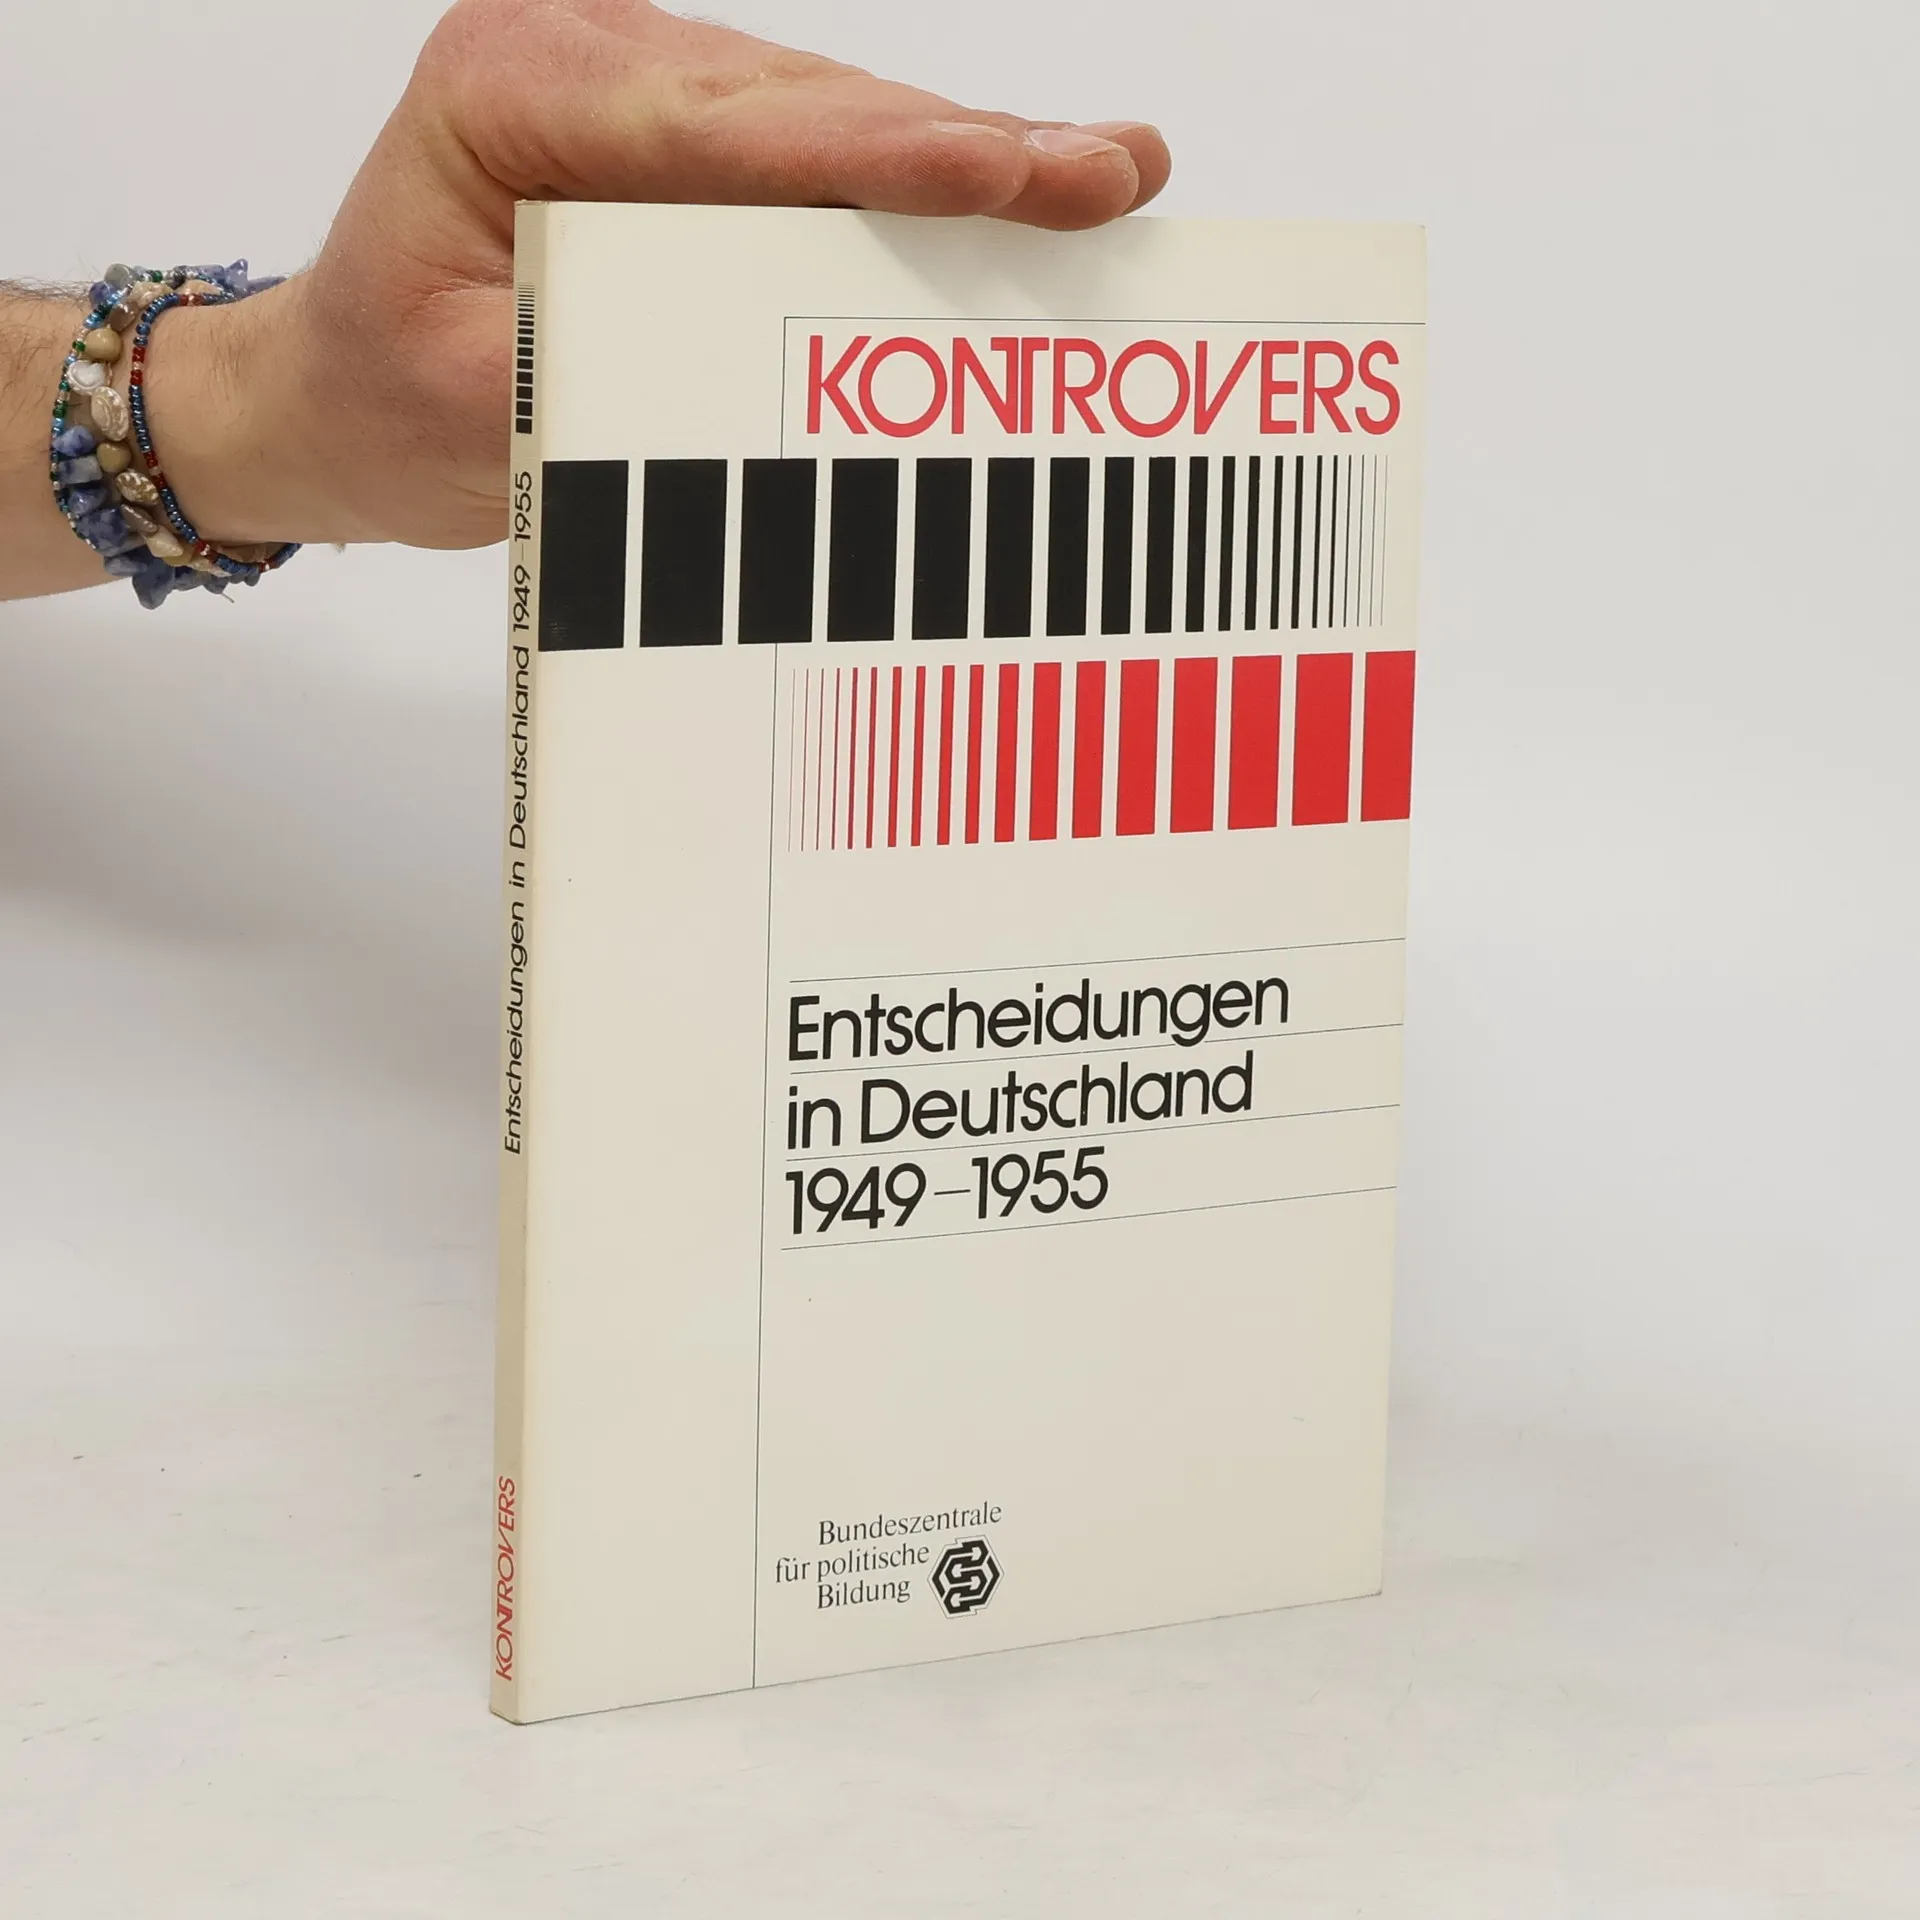 KONTROVERS
Entscheidungen
in Deutschland
1949–1955
Bundeszentrale
für politische
Bildung
Entscheidungen in Deutschland 1949–1955
KONTROVERS